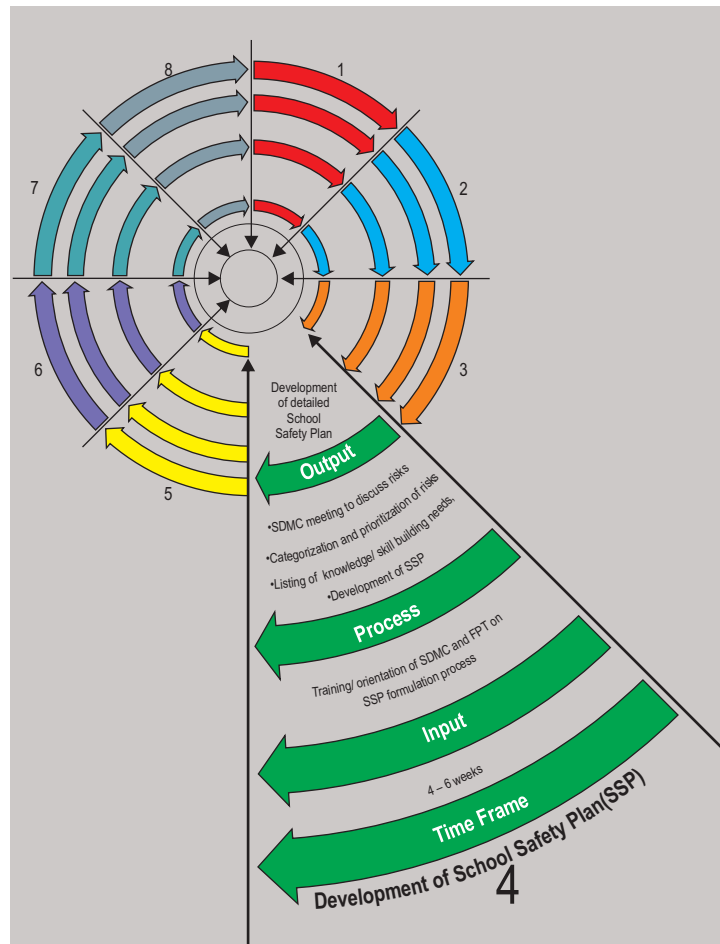 8
1
7
2
6
3
5
Development
of detailed
School
Safety Plan
Output
•SDMC meeting to discuss risks
•Categorization and prioritization of risks
•Listing of knowledge/ skill building needs,
•Development of SSP
Process
Training/ orientation of SDMC and FPT on
SSP formulation process
Input
4 – 6 weeks
Time Frame
Development of School Safety Plan(SSP)
4